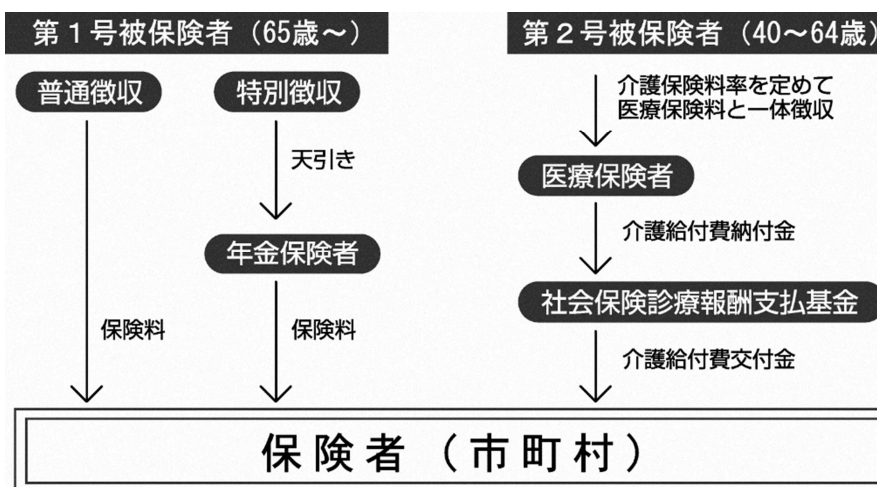 第1号被保険者（65歳～）
普通徴収
特別徴収
天引き
年金保険者
保険料
保険料
第2号被保険者（40～64歳）
介護保険料率を定めて
医療保険料と一体徴収
医療保険者
介護給付費納付金
社会保険診療報酬支払基金
介護給付費交付金
保険者（市町村）